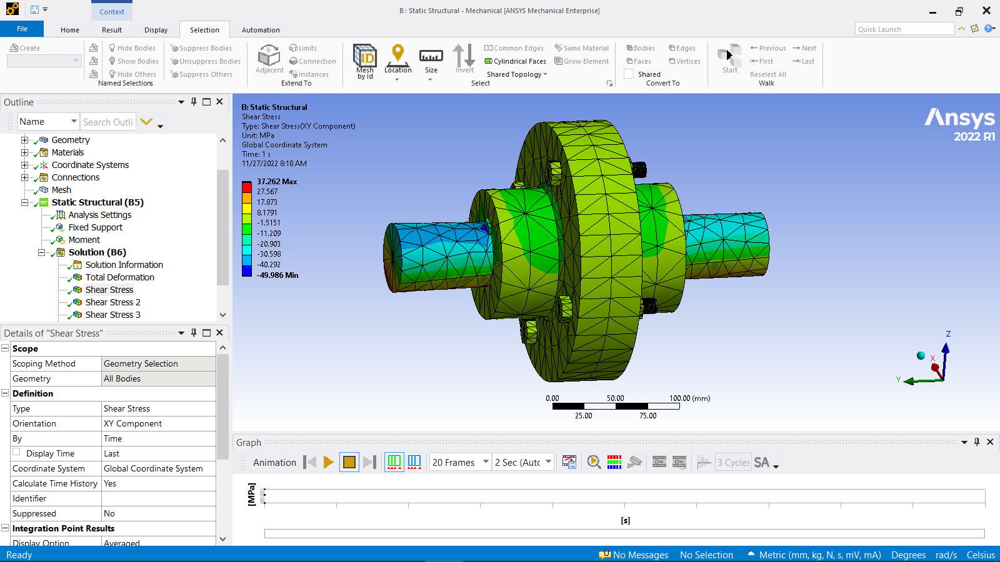 Context
B : Static Structural - Mechanical [ANSYS Mechanical Enterprise]
File
Home
Result
Display
Selection
Automation
Quick Launch
Create
Hide Bodies
Show Bodies
Hide Others
Named Selections
Suppress Bodies
Unsuppress Bodies
Suppress Others
Adjacent
Limits
Connection
Instances
Extend To
Mesh by Id
Location
Size
Invert
Common Edges
Cylindrical Faces
Shared Topology
Same Material
Grow Element
Select
Bodies
Faces
Shared
Edges
Vertices
Convert To
Start
Previous
Next
First
Last
Reselect All
Walk
Outline
Name
Search Outli
Geometry
Materials
Coordinate Systems
Connections
Mesh
Static Structural (B5)
Analysis Settings
Fixed Support
Moment
Solution (B6)
Solution Information
Total Deformation
Shear Stress
Shear Stress 2
Shear Stress 3
Details of "Shear Stress"
Scope
Scoping Method Geometry Selection
Geometry All Bodies
Definition
Type Shear Stress
Orientation XY Component
By Time
Display Time Last
Coordinate System Global Coordinate System
Calculate Time History Yes
Identifier
Suppressed No
Integration Point Results
Display Option Averaged
B: Static Structural
Shear Stress
Type: Shear Stress(XY Component)
Unit: MPa
Global Coordinate System
Time: 1 s
11/27/2022 8:18 AM
37.262 Max
27.567
17.873
8.1791
-1.5151
-11.209
-20.903
-30.598
-40.292
-49.986 Min
Ansys
2022 R1
Z
X
Y
0.00 50.00 100.00 (mm)
25.00 75.00
Graph
Animation
20 Frames
2 Sec (Autc
3 Cycles
SA
[MPa]
[s]
Ready
No Messages
No Selection
Metric (mm, kg, N, s, mV, mA)
Degrees
rad/s
Celsius